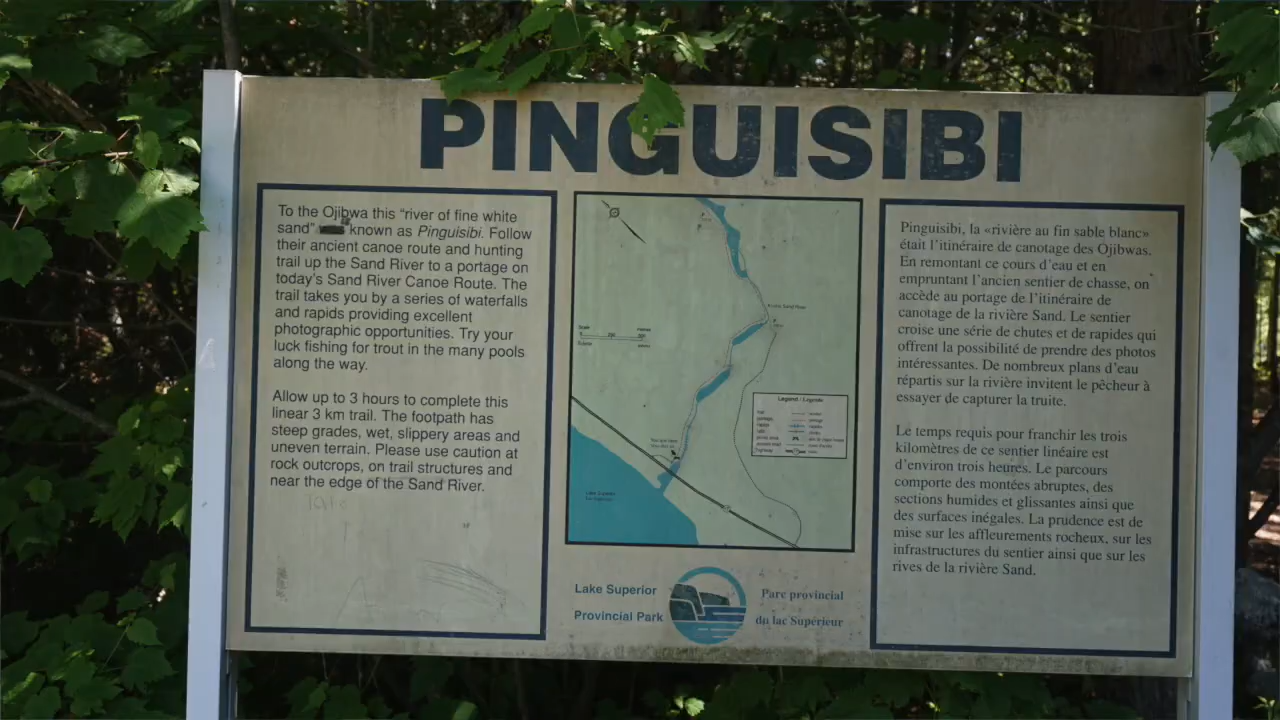 PINGUISIBI
To the Ojibwa this "river of fine white
sand" known as Pinguisibi. Follow
their ancient canoe route and hunting
trail up the Sand River to a portage on
today's Sand River Canoe Route. The
trail takes you by a series of waterfalls
and rapids providing excellent
photographic opportunities. Try your
luck fishing for trout in the many pools
along the way.
Allow up to 3 hours to complete this
linear 3 km trail. The footpath has
steep grades, wet, slippery areas and
uneven terrain. Please use caution at
rock outcrops, on trail structures and
near the edge of the Sand River.
Scale
Legend / Légende
You are here
Lake Superior
Lake Superior
Provincial Park
Parc provincial
du lac Supérieur
Pinguisibi, la «rivière au fin sable blanc»
était l'itinéraire de canotage des Ojibwas.
En remontant ce cours d'eau et en
empruntant l'ancien sentier de chasse, on
accède au portage de l'itinéraire de
canotage de la rivière Sand. Le sentier
croise une série de chutes et de rapides qui
offrent la possibilité de prendre des photos
intéressantes. De nombreux plans d'eau
répartis sur la rivière invitent le pêcheur à
essayer de capturer la truite.
Le temps requis pour franchir les trois
kilomètres de ce sentier linéaire est
d'environ trois heures. Le parcours
comporte des montées abruptes, des
sections humides et glissantes ainsi que
des surfaces inégales. La prudence est de
mise sur les affleurements rocheux, sur les
infrastructures du sentier ainsi que sur les
rives de la rivière Sand.